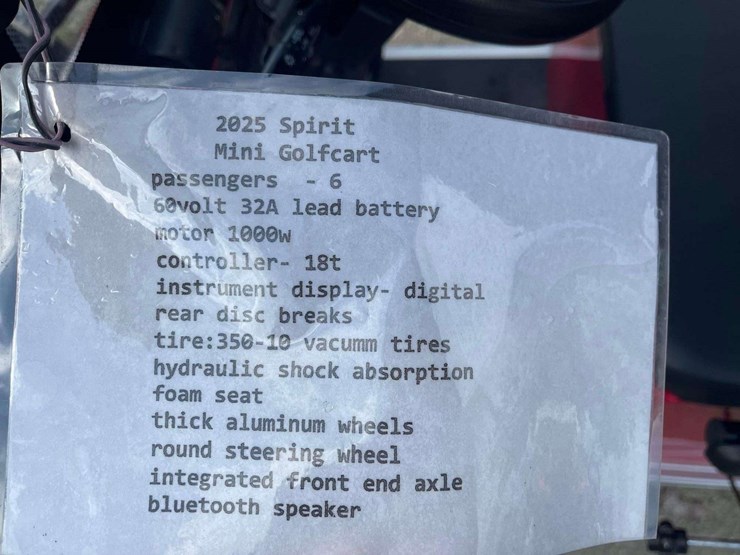 2025 Spirit
Mini Golfcart
passengers - 6
60volt 32A lead battery
motor 1000w
controller- 18t
instrument display- digital
rear disc breaks
tire:350-10 vacumm tires
hydraulic shock absorption
foam seat
thick aluminum wheels
round steering wheel
integrated front end axle
bluetooth speaker